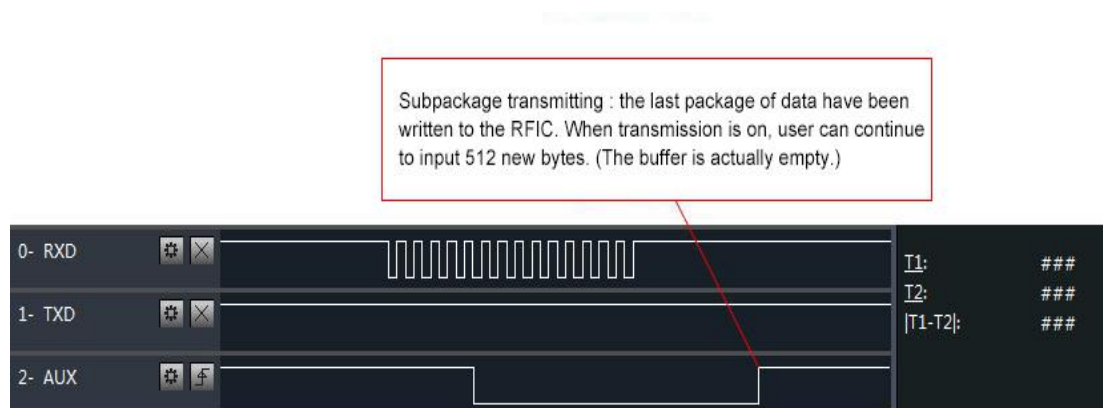 Subpackage transmitting : the last package of data have been
written to the RFIC. When transmission is on, user can continue
to input 512 new bytes. (The buffer is actually empty.)
0- RXD
T1: ###
T2: ###
1- TXD
|T1-T2|: ###
2- AUX